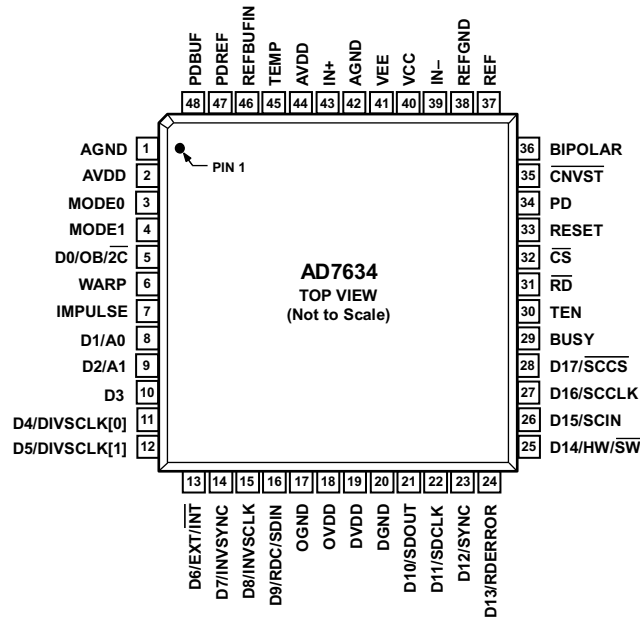 PDBUF
PDREF
REFBUFIN
TEMP
AVDD
IN+
AGND
VEE
VCC
IN–
REFGND
REF
48 47 46 45 44 43 42 41 40 39 38 37
AGND 1
AVDD 2
MODE0 3
MODE1 4
D0/OB/2C̅ 5
WARP 6
IMPULSE 7
D1/A0 8
D2/A1 9
D3 10
D4/DIVSCLK[0] 11
D5/DIVSCLK[1] 12
PIN 1
AD7634
TOP VIEW
(Not to Scale)
36 BIPOLAR
35 CNVST
34 PD
33 RESET
32 CS
31 RD
30 TEN
29 BUSY
28 D17/SCCS
27 D16/SCCLK
26 D15/SCIN
25 D14/HW/SW
13 14 15 16 17 18 19 20 21 22 23 24
D6/EXT/INT
D7/INVSYNC
D8/INVSCLK
D9/RDC/SDIN
OGND
OVDD
DVDD
DGND
D10/SDOUT
D11/SDCLK
D12/SYNC
D13/RDERROR